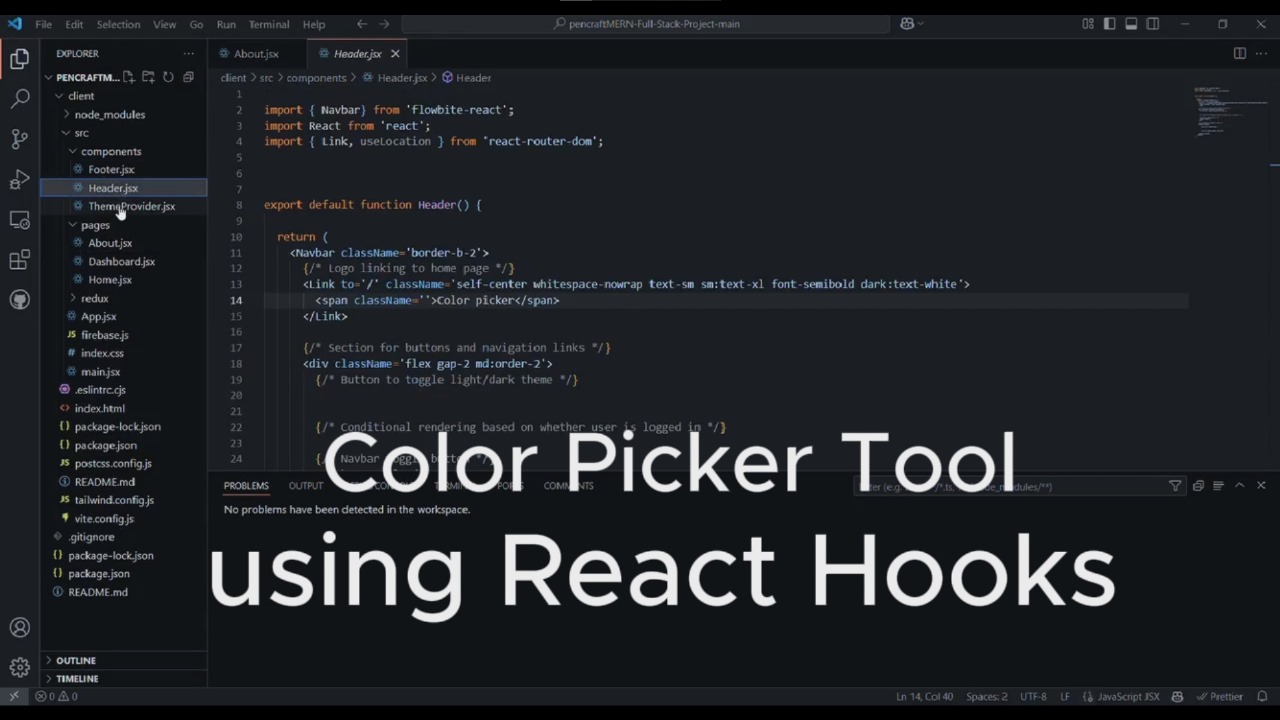 File Edit Selection View Go Run Terminal Help
pencraftMERN-Full-Stack-Project-main
EXPLORER
PENCRAFTM...
client
node_modules
src
components
Footer.jsx
Header.jsx
ThemeProvider.jsx
pages
About.jsx
Dashboard.jsx
Home.jsx
redux
App.jsx
firebase.js
index.css
main.jsx
.eslintrc.cjs
index.html
package-lock.json
package.json
postcss.config.js
README.md
tailwind.config.js
vite.config.js
.gitignore
package-lock.json
package.json
README.md
OUTLINE
TIMELINE
About.jsx
Header.jsx
client > src > components > Header.jsx > Header
1
2 import { Navbar} from 'flowbite-react';
3 import React from 'react';
4 import { Link, useLocation } from 'react-router-dom';
5
6
7
8 export default function Header() {
9
10 return (
11 <Navbar className='border-b-2'>
12 {/* Logo linking to home page */}
13 <Link to='/' className='self-center whitespace-nowrap text-sm sm:text-xl font-semibold dark:text-white'>
14 <span className=''>Color picker</span>
15 </Link>
16
17 {/* Section for buttons and navigation links */}
18 <div className='flex gap-2 md:order-2'>
19 {/* Button to toggle light/dark theme */}
20
21
22 {/* Conditional rendering based on whether user is logged in */}
23
24 {/* Navbar toggle button */}
Color Picker Tool
using React Hooks
PROBLEMS OUTPUT COMMENTS
No problems have been detected in the workspace.
0 0
Ln 14, Col 40 Spaces: 2 UTF-8 LF {} JavaScript JSX Prettier